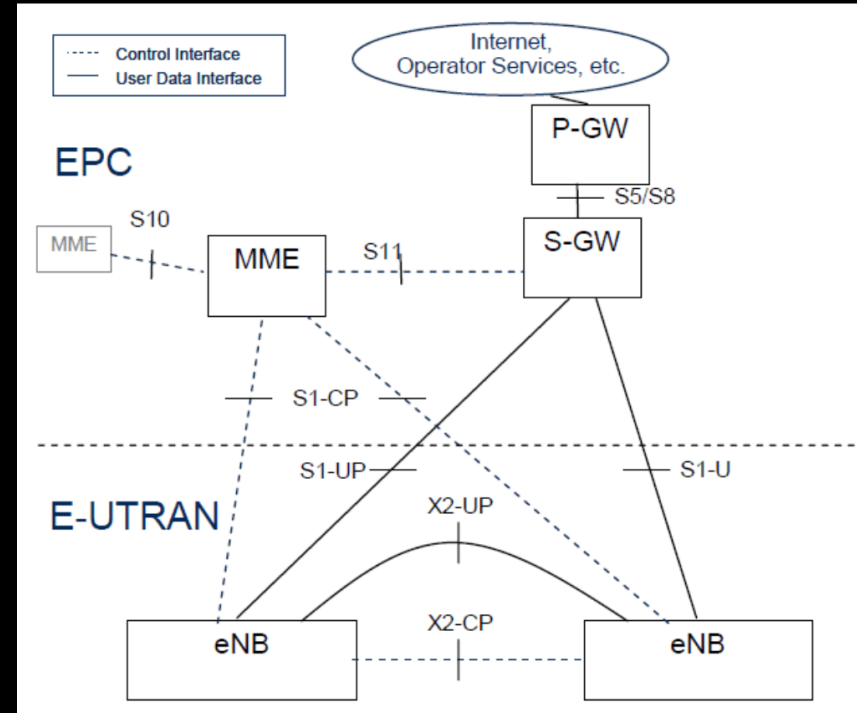 Control Interface
User Data Interface
Internet,
Operator Services, etc.
P-GW
EPC
S5/S8
S10
MME
MME
S11
S-GW
S1-CP
S1-UP
S1-U
E-UTRAN
X2-UP
eNB
X2-CP
eNB